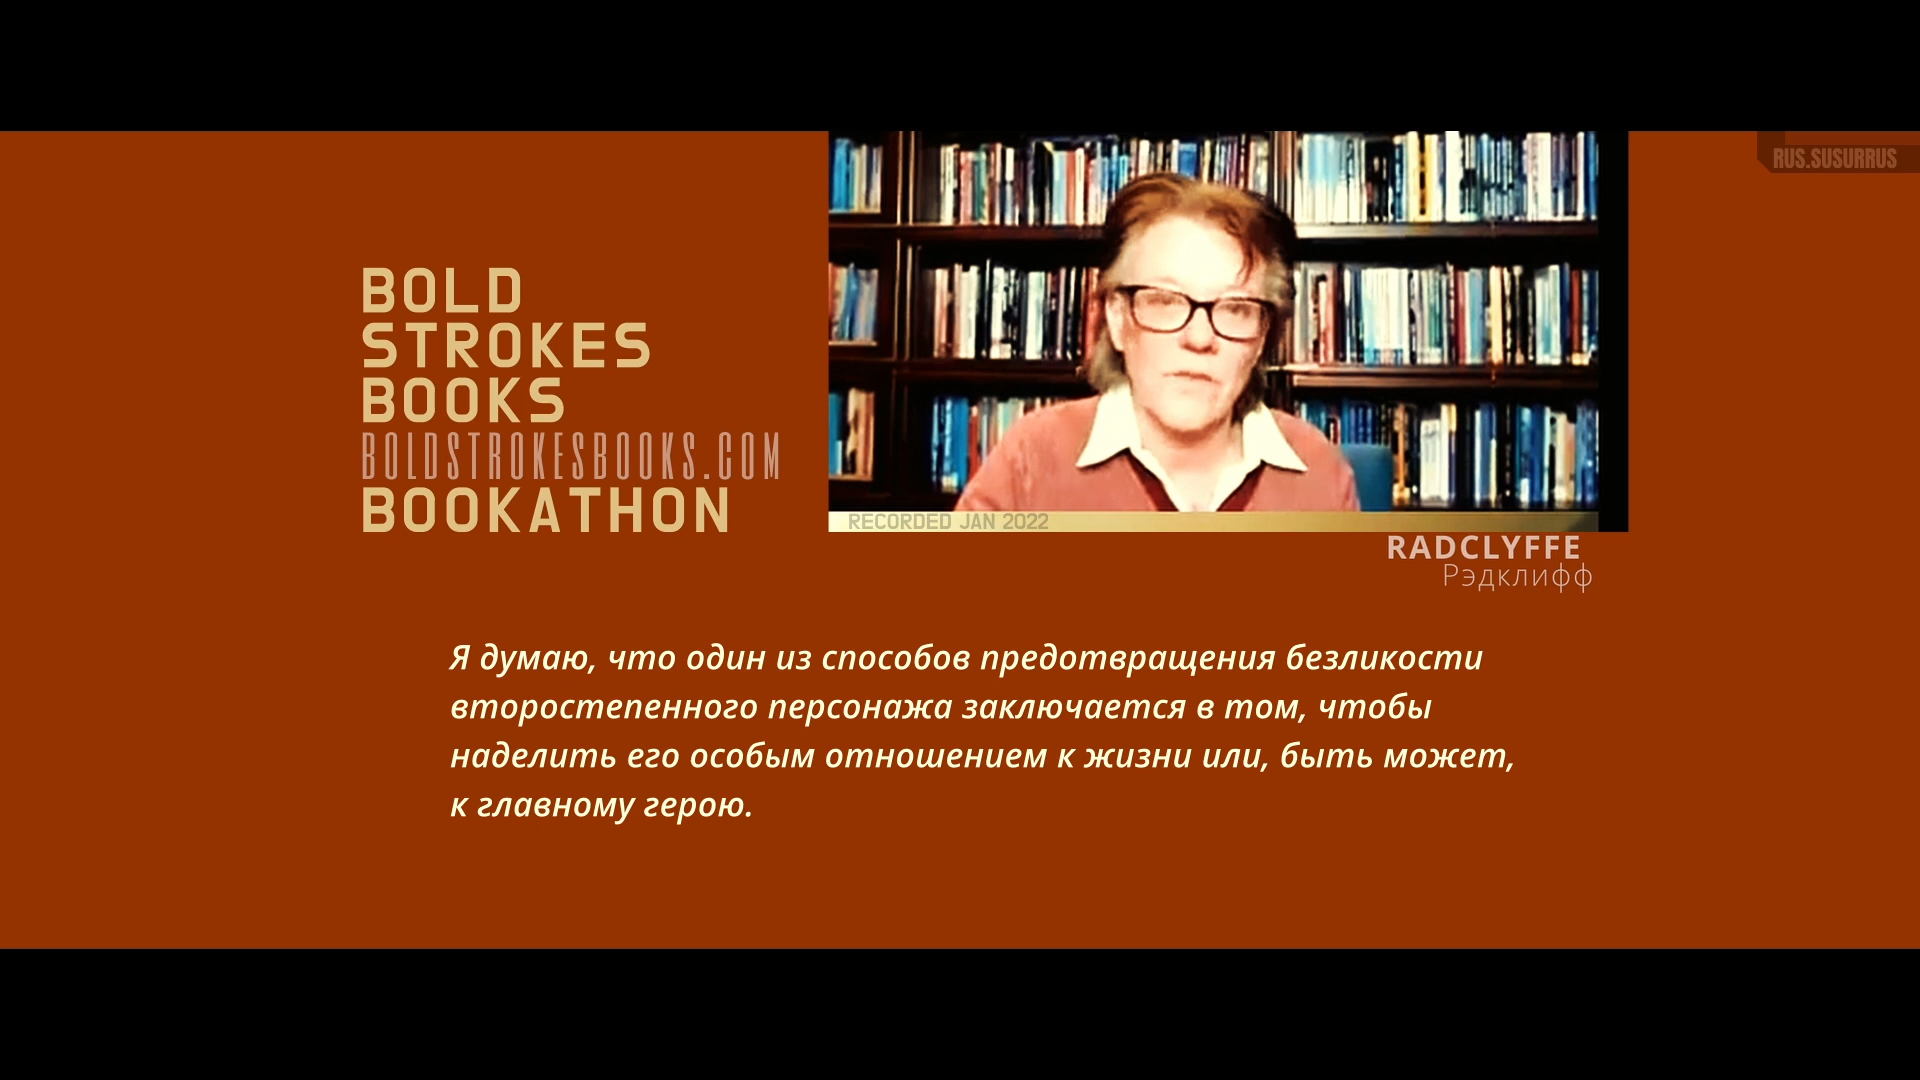 RUS.SUSURRUS
BOLD
STROKES
BOOKS
BOLDSTROKESBOOKS.COM
BOOKATHON
RECORDED JAN 2022
RADCLYFFE
Рэдклифф
Я думаю, что один из способов предотвращения безликости
второстепенного персонажа заключается в том, чтобы
наделить его особым отношением к жизни или, быть может,
к главному герою.